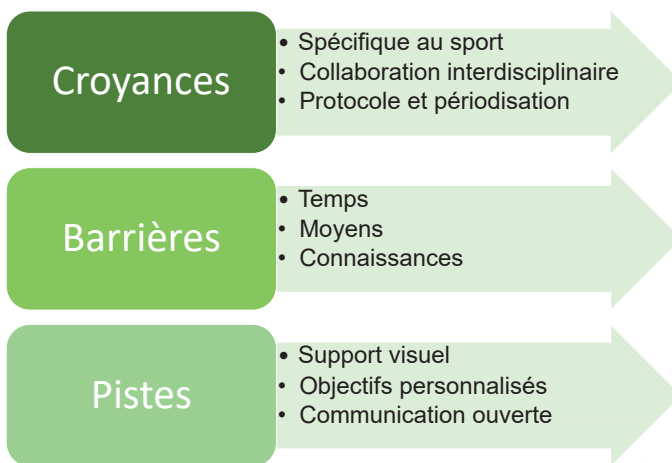 Croyances
• Spécifique au sport
• Collaboration interdisciplinaire
• Protocole et périodisation
Barrières
• Temps
• Moyens
• Connaissances
Pistes
• Support visuel
• Objectifs personnalisés
• Communication ouverte